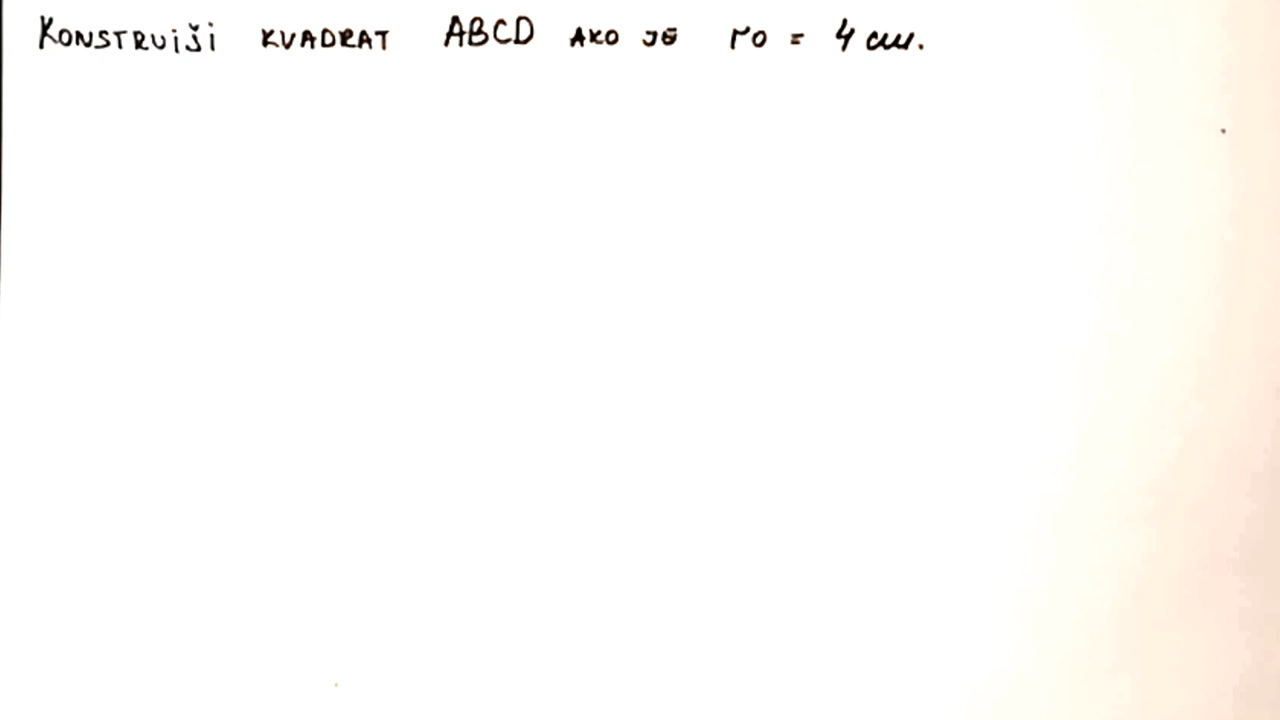 KONSTRUIŠI KVADRAT ABCD AKO JE ro = 4 cm.